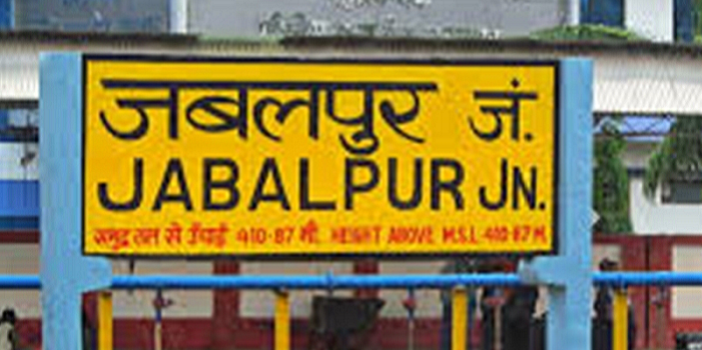 जबलपुर जं.
JABALPUR JN.
समुद्र तल से ऊँचाई 410·87 मी. HEIGHT ABOVE M.S.L. 410·87 M.